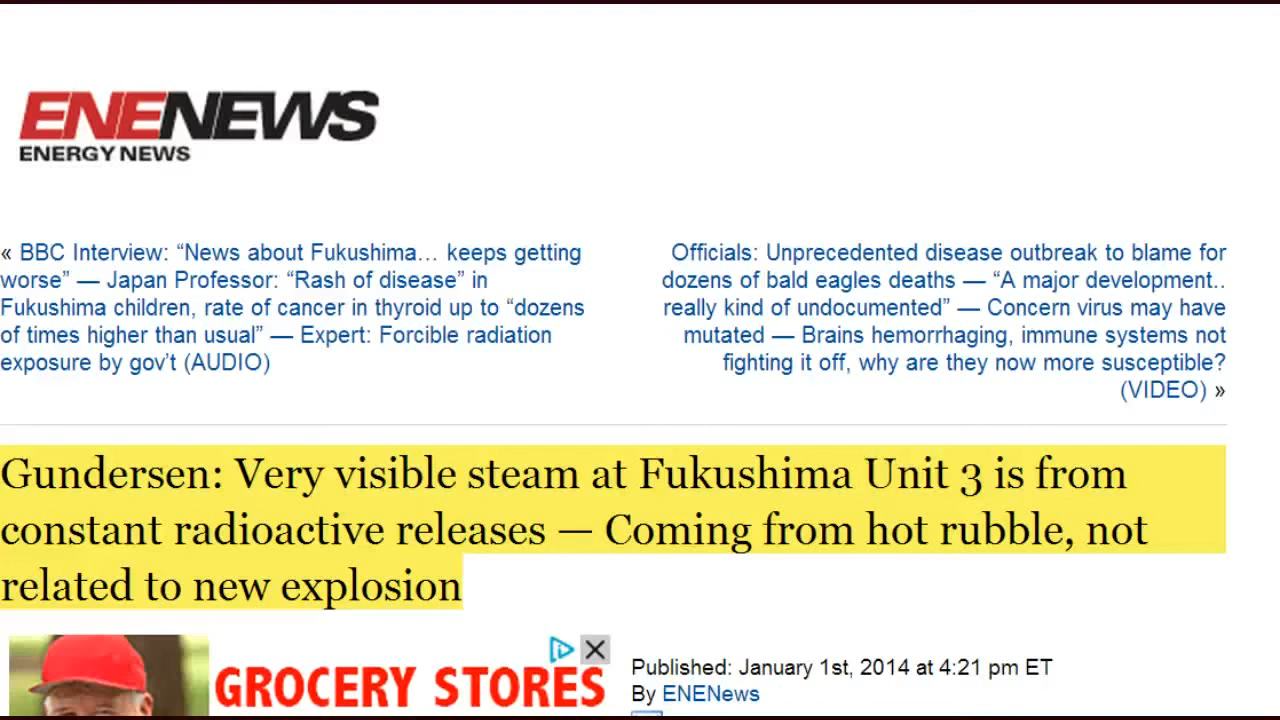 ENENEWS
ENERGY NEWS
« BBC Interview: “News about Fukushima… keeps getting
worse” — Japan Professor: “Rash of disease” in
Fukushima children, rate of cancer in thyroid up to “dozens
of times higher than usual” — Expert: Forcible radiation
exposure by gov’t (AUDIO)
Officials: Unprecedented disease outbreak to blame for
dozens of bald eagles deaths — “A major development..
really kind of undocumented” — Concern virus may have
mutated — Brains hemorrhaging, immune systems not
fighting it off, why are they now more susceptible?
(VIDEO) »
Gundersen: Very visible steam at Fukushima Unit 3 is from
constant radioactive releases — Coming from hot rubble, not
related to new explosion
GROCERY STORES
Published: January 1st, 2014 at 4:21 pm ET
By ENENews